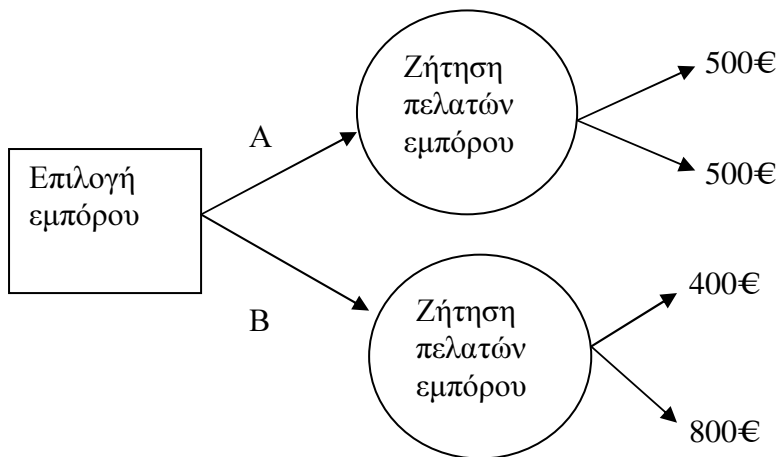 Ζήτηση
πελατών
εμπόρου
500€
500€
Α
Επιλογή
εμπόρου
Β
Ζήτηση
πελατών
εμπόρου
400€
800€